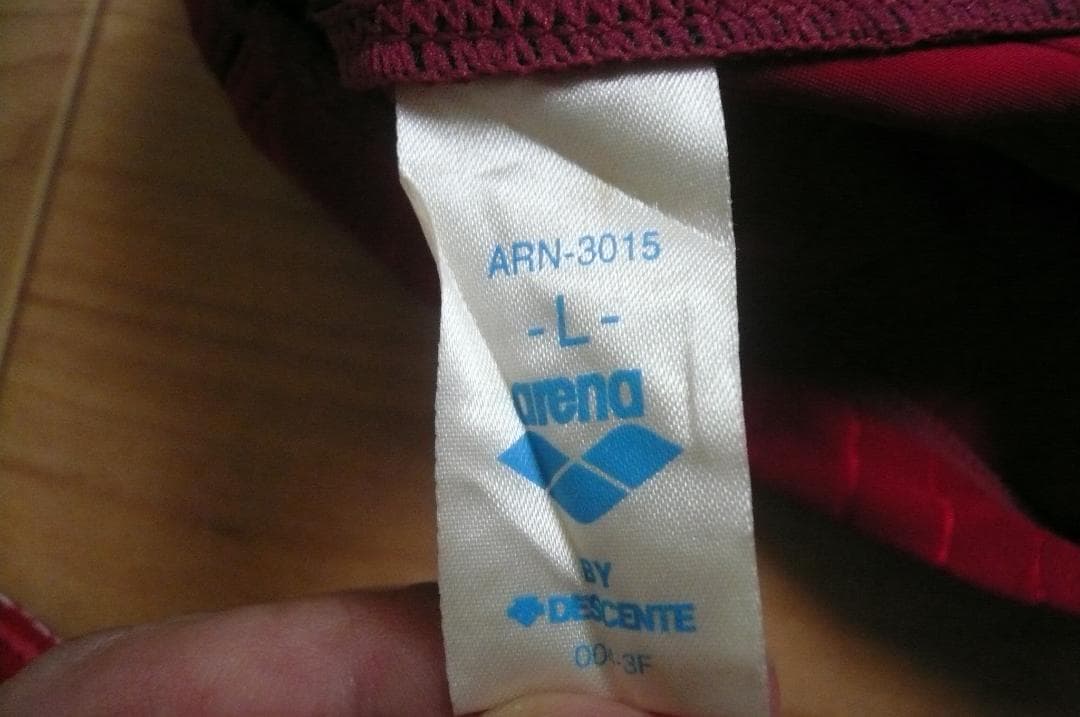 ARN-3015
-L-
arena
BY
DESCENTE